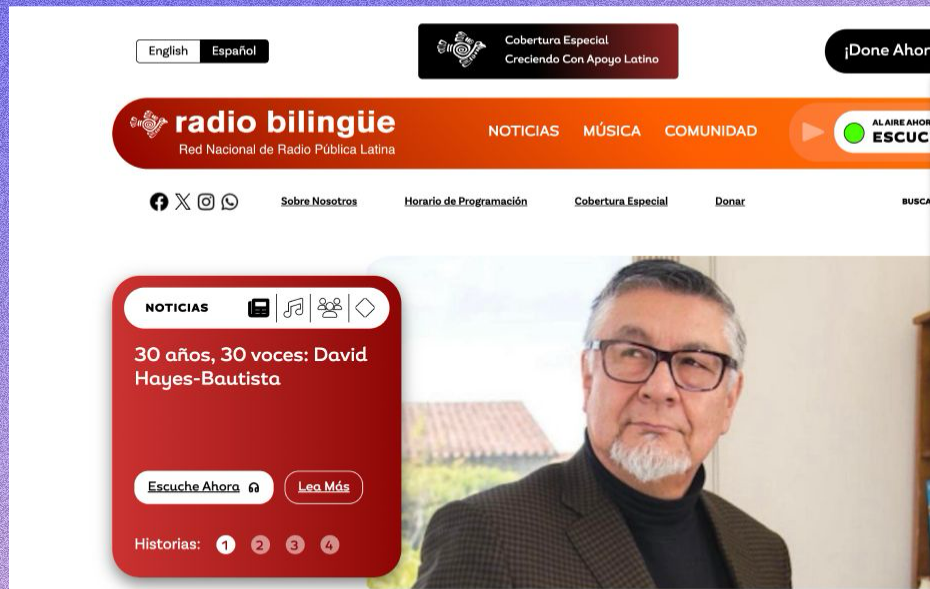 English Español
Cobertura Especial
Creciendo Con Apoyo Latino
¡Done Ahor
radio bilingüe
Red Nacional de Radio Pública Latina
NOTICIAS MÚSICA COMUNIDAD
AL AIRE AHOR
ESCUC
Sobre Nosotros Horario de Programación Cobertura Especial Donar BUSCA
NOTICIAS
30 años, 30 voces: David
Hayes-Bautista
Escuche Ahora Lea Más
Historias: 1 2 3 4